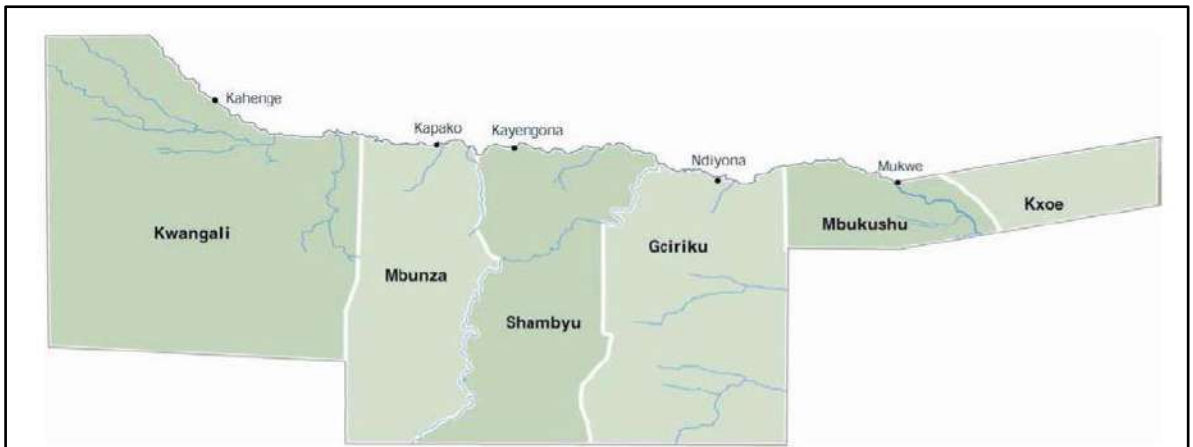 Kahenge
Kapako
Kayengona
Ndiyona
Mukwe
Kwangali
Mbunza
Shambyu
Gciriku
Mbukushu
Kxoe